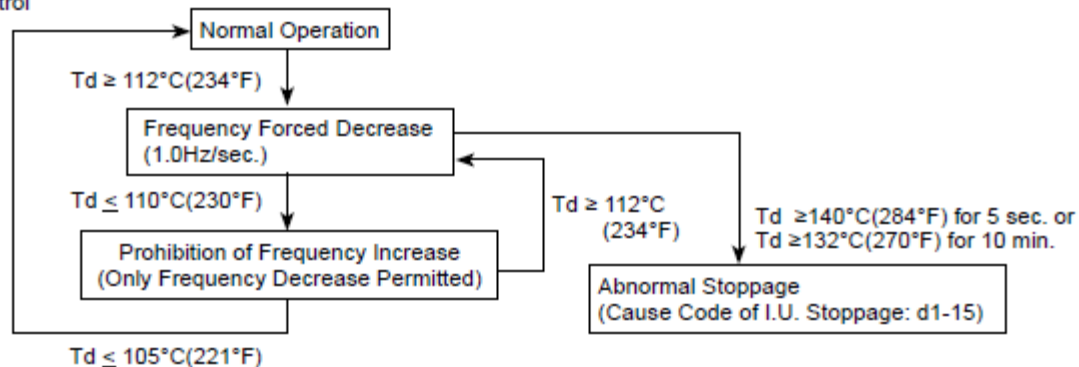 Normal Operation
Td ≥ 112°C(234°F)
Frequency Forced Decrease
(1.0Hz/sec.)
Td ≤ 110°C(230°F)
Td ≥ 112°C
(234°F)
Td ≥140°C(284°F) for 5 sec. or
Td ≥132°C(270°F) for 10 min.
Prohibition of Frequency Increase
(Only Frequency Decrease Permitted)
Abnormal Stoppage
(Cause Code of I.U. Stoppage: d1-15)
Td ≤ 105°C(221°F)